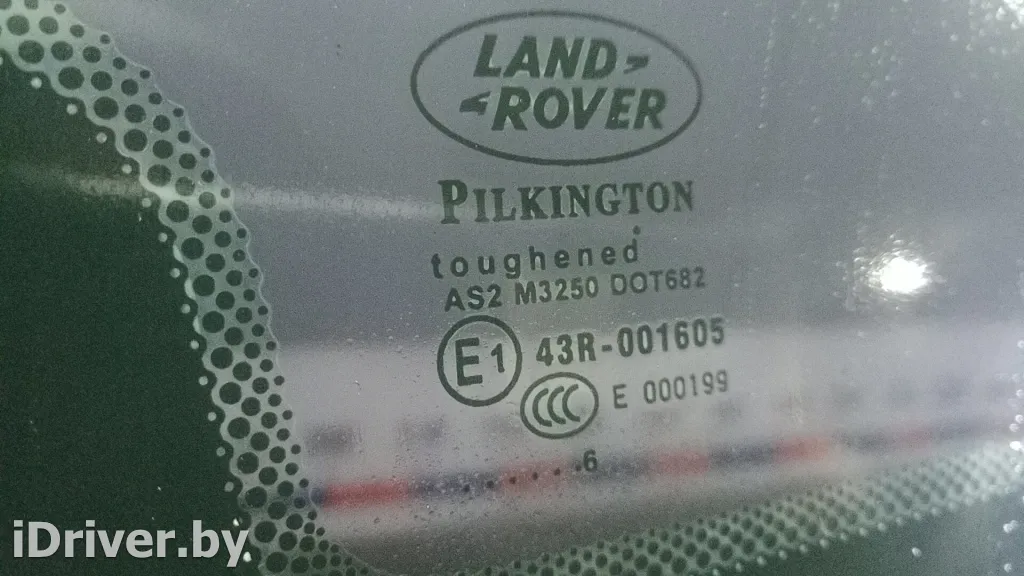 LAND
ROVER
PILKINGTON
toughened
AS2 M3250 DOT682
E1 43R-001605
CCC E 000199
......6
iDriver.by